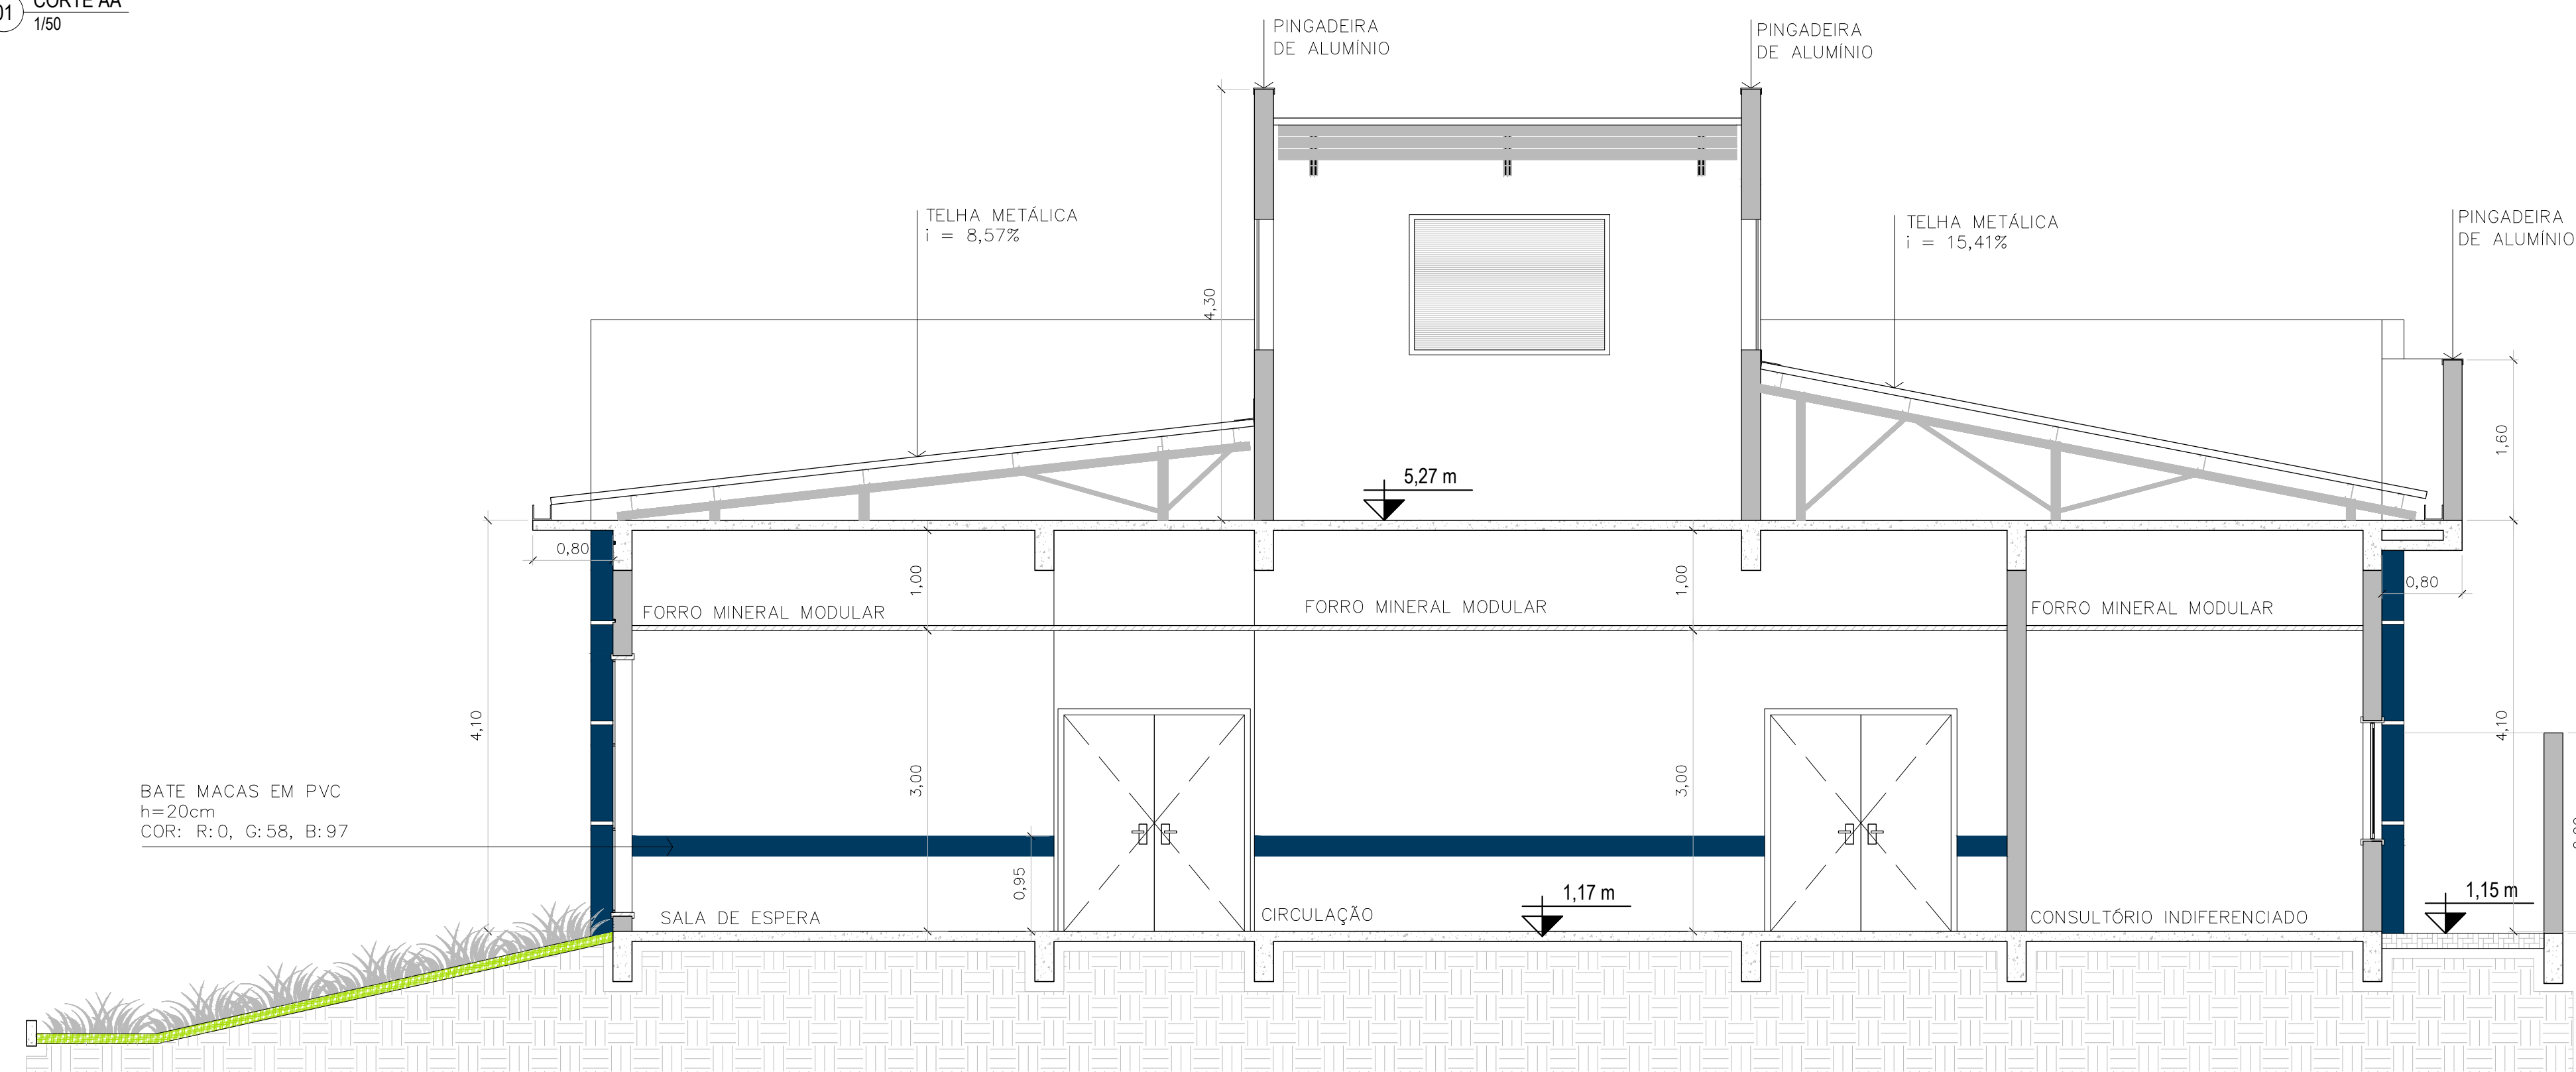 01
CORTE AA
1/50
PINGADEIRA
DE ALUMÍNIO
PINGADEIRA
DE ALUMÍNIO
TELHA METÁLICA
i = 8,57%
TELHA METÁLICA
i = 15,41%
PINGADEIRA
DE ALUMÍNIO
4,30
1,60
5,27 m
0,80
1,00
1,00
0,80
FORRO MINERAL MODULAR
FORRO MINERAL MODULAR
FORRO MINERAL MODULAR
4,10
3,00
3,00
4,10
BATE MACAS EM PVC
h=20cm
COR: R:0, G:58, B:97
0,95
1,17 m
1,15 m
SALA DE ESPERA
CIRCULAÇÃO
CONSULTÓRIO INDIFERENCIADO